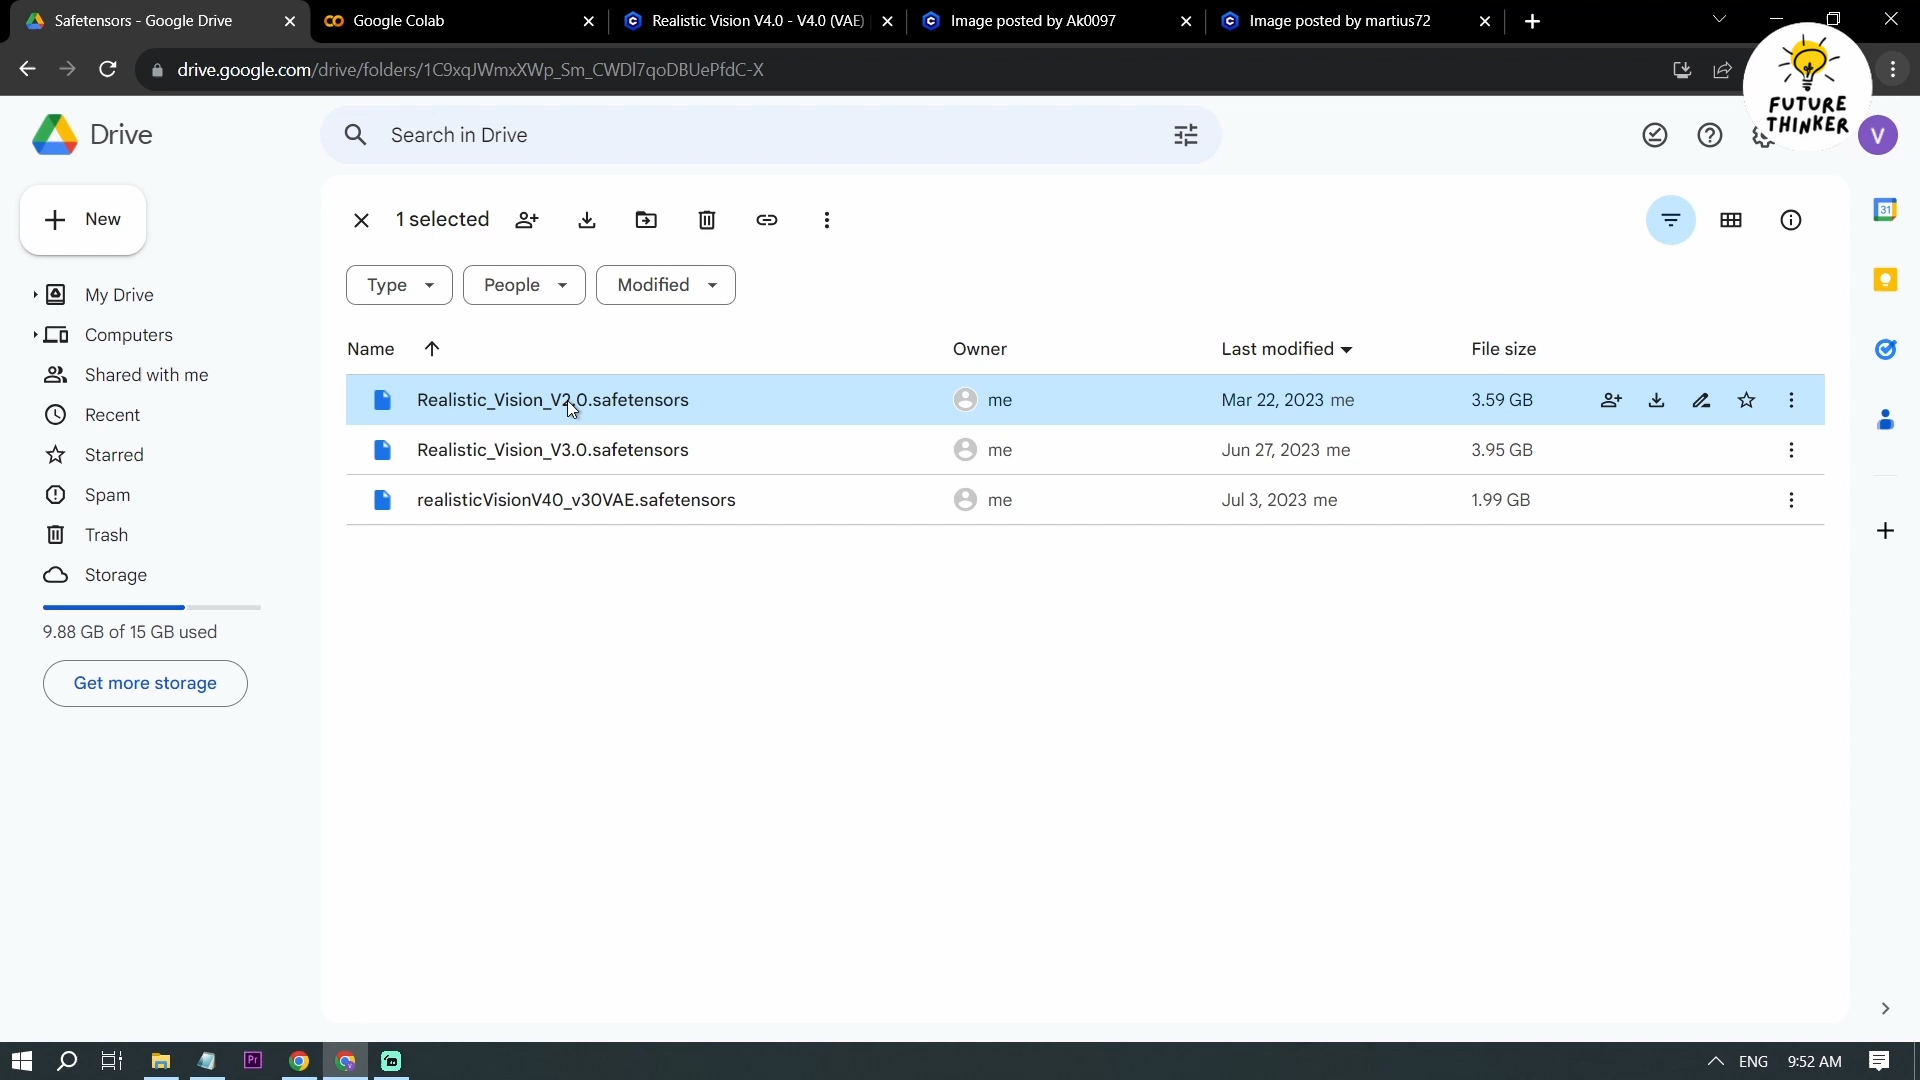 Safetensors - Google Drive
Google Colab
Realistic Vision V4.0 - V4.0 (VAE)
Image posted by Ak0097
Image posted by martius72
drive.google.com/drive/folders/1C9xqJWmxXWp_Sm_CWDl7qoDBUePfdC-X
FUTURE
THINKER
Drive
Search in Drive
V
New
1 selected
31
My Drive
Computers
Shared with me
Recent
Starred
Spam
Trash
Storage
9.88 GB of 15 GB used
Get more storage
Type
People
Modified
Name
Owner
Last modified
File size
Realistic_Vision_V2.0.safetensors
me
Mar 22, 2023 me
3.59 GB
Realistic_Vision_V3.0.safetensors
me
Jun 27, 2023 me
3.95 GB
realisticVisionV40_v30VAE.safetensors
me
Jul 3, 2023 me
1.99 GB
Pr
ENG
9:52 AM